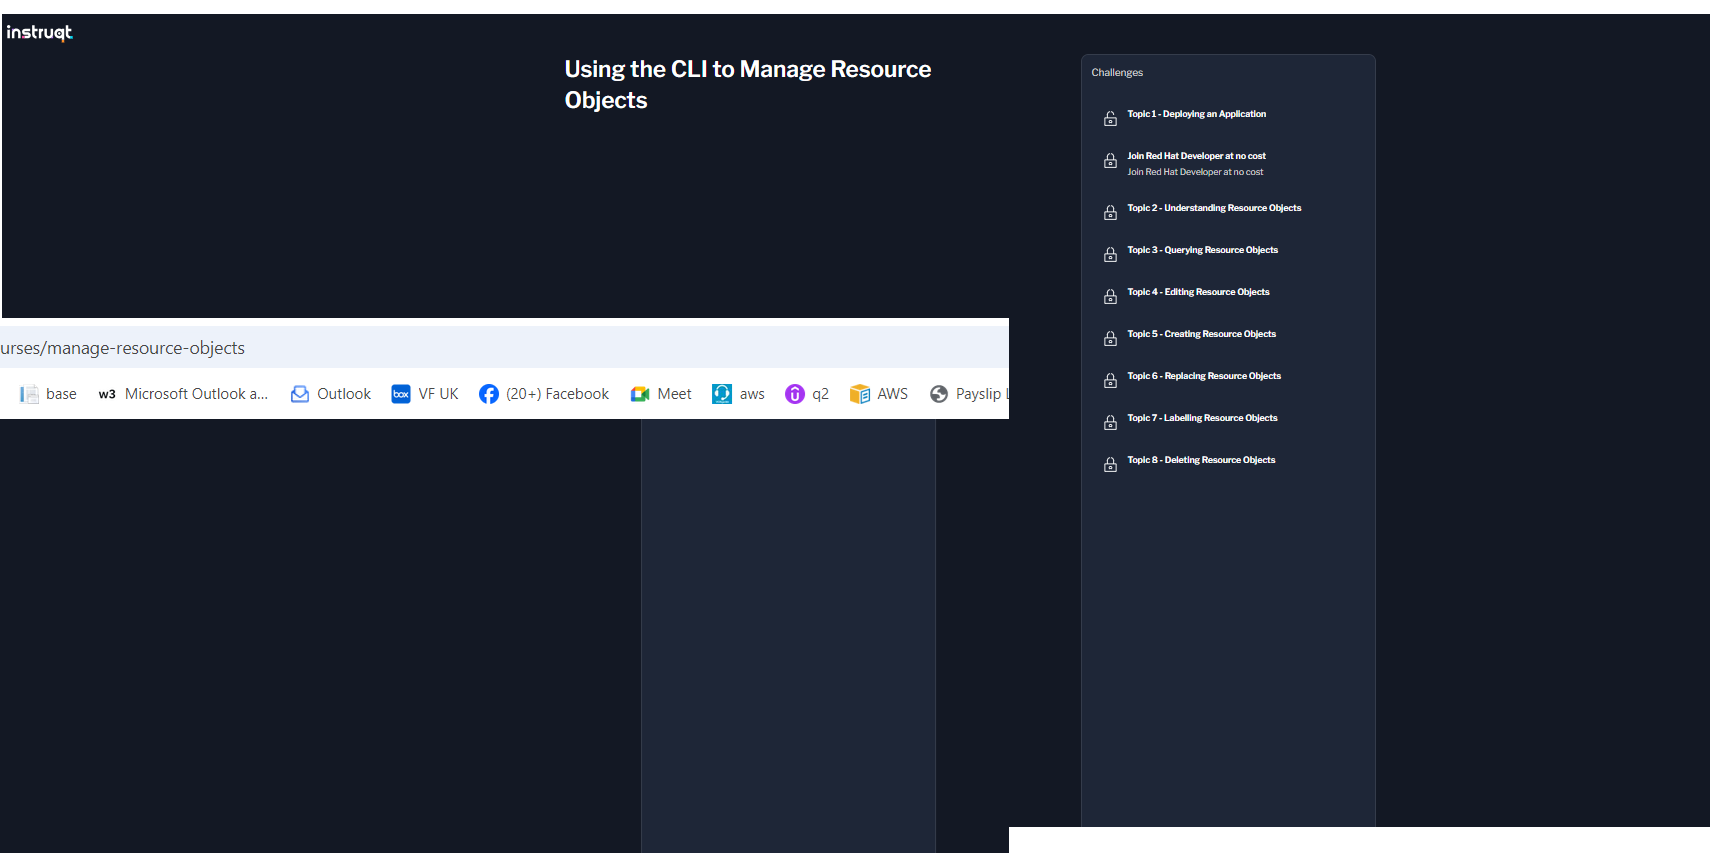 instruqt
Using the CLI to Manage Resource
Objects
Challenges
Topic 1 - Deploying an Application
Join Red Hat Developer at no cost
Join Red Hat Developer at no cost
Topic 2 - Understanding Resource Objects
Topic 3 - Querying Resource Objects
Topic 4 - Editing Resource Objects
Topic 5 - Creating Resource Objects
Topic 6 - Replacing Resource Objects
Topic 7 - Labelling Resource Objects
Topic 8 - Deleting Resource Objects
urses/manage-resource-objects
base w3 Microsoft Outlook a... Outlook box VF UK (20+) Facebook Meet aws q2 AWS Payslip